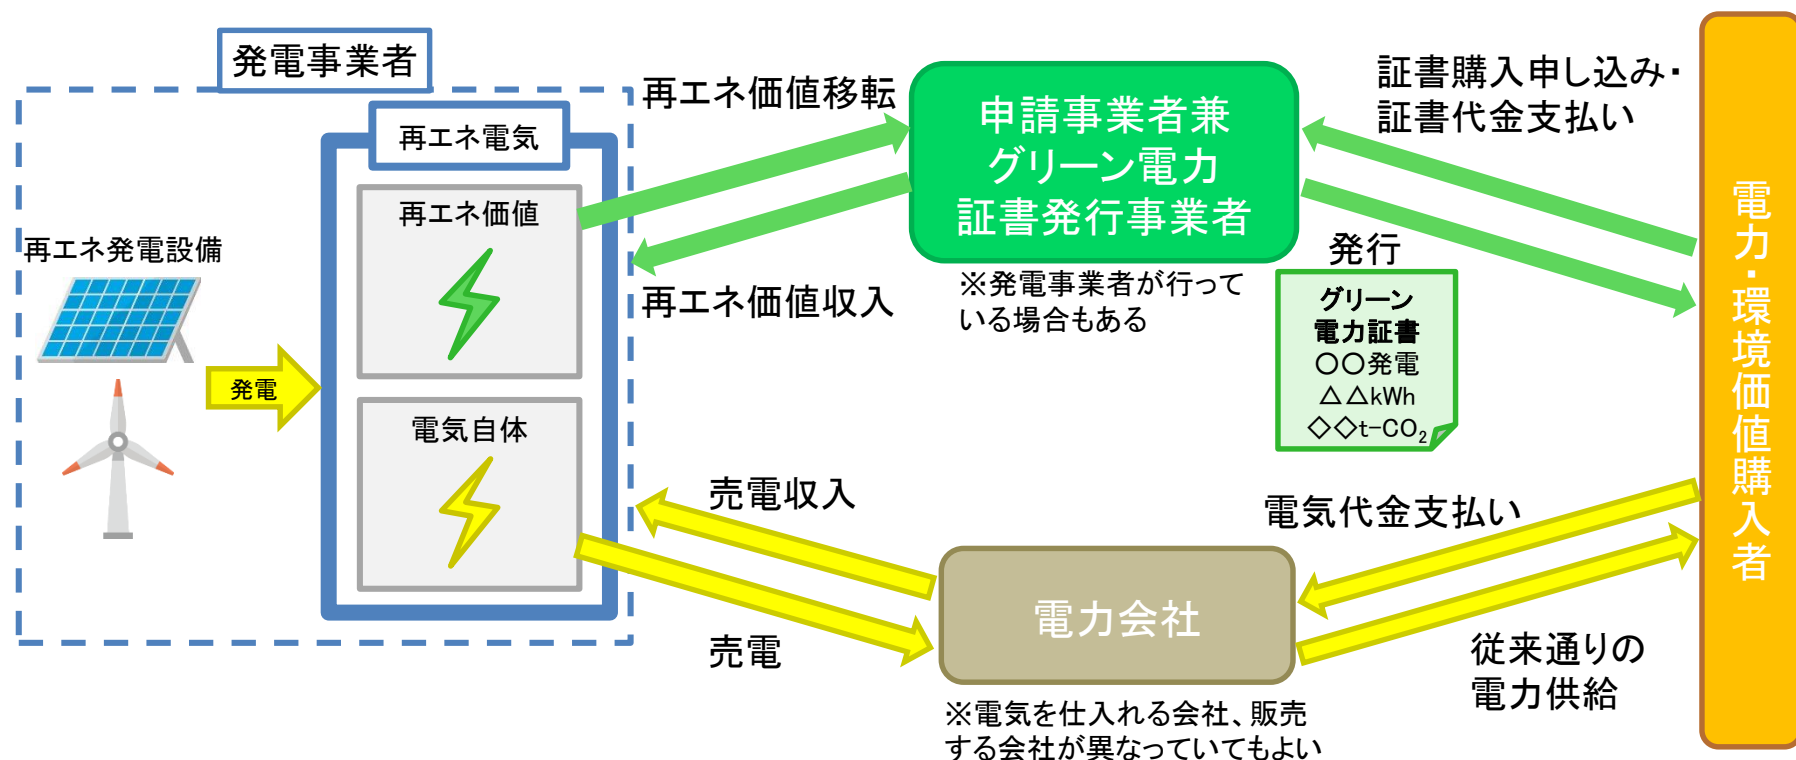 発電事業者
再エネ電気
再エネ価値
再エネ発電設備
発電
電気自体
再エネ価値移転
再エネ価値収入
申請事業者兼
グリーン電力
証書発行事業者
※発電事業者が行って
いる場合もある
証書購入申し込み・
証書代金支払い
発行
グリーン
電力証書
〇〇発電
△△kWh
◇◇t-CO₂
売電収入
売電
電力会社
※電気を仕入れる会社、販売
する会社が異なっていてもよい
電気代金支払い
従来通りの
電力供給
電力・環境価値購入者